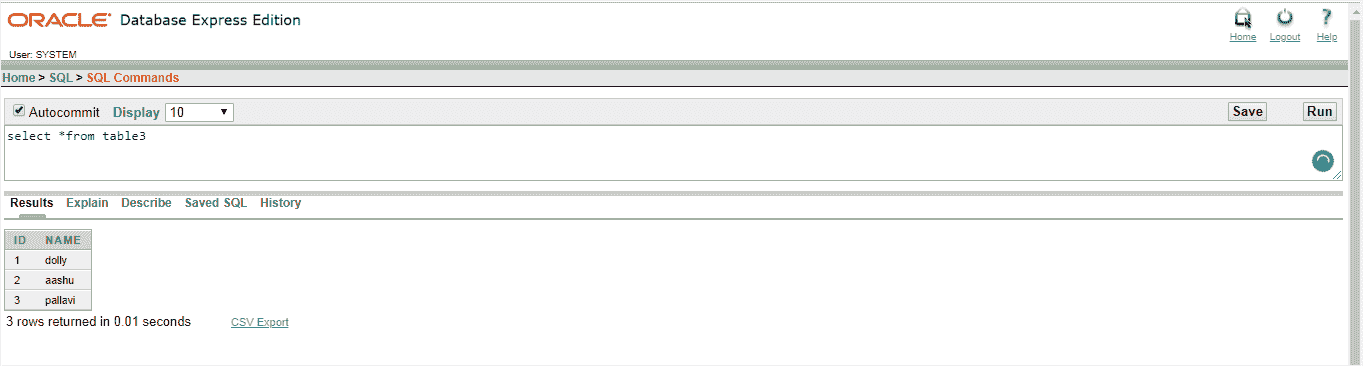 ORACLE® Database Express Edition
Home Logout Help
User: SYSTEM
Home > SQL > SQL Commands
Autocommit Display 10 Save Run
select *from table3
Results Explain Describe Saved SQL History
ID NAME
1 dolly
2 aashu
3 pallavi
3 rows returned in 0.01 seconds CSV Export